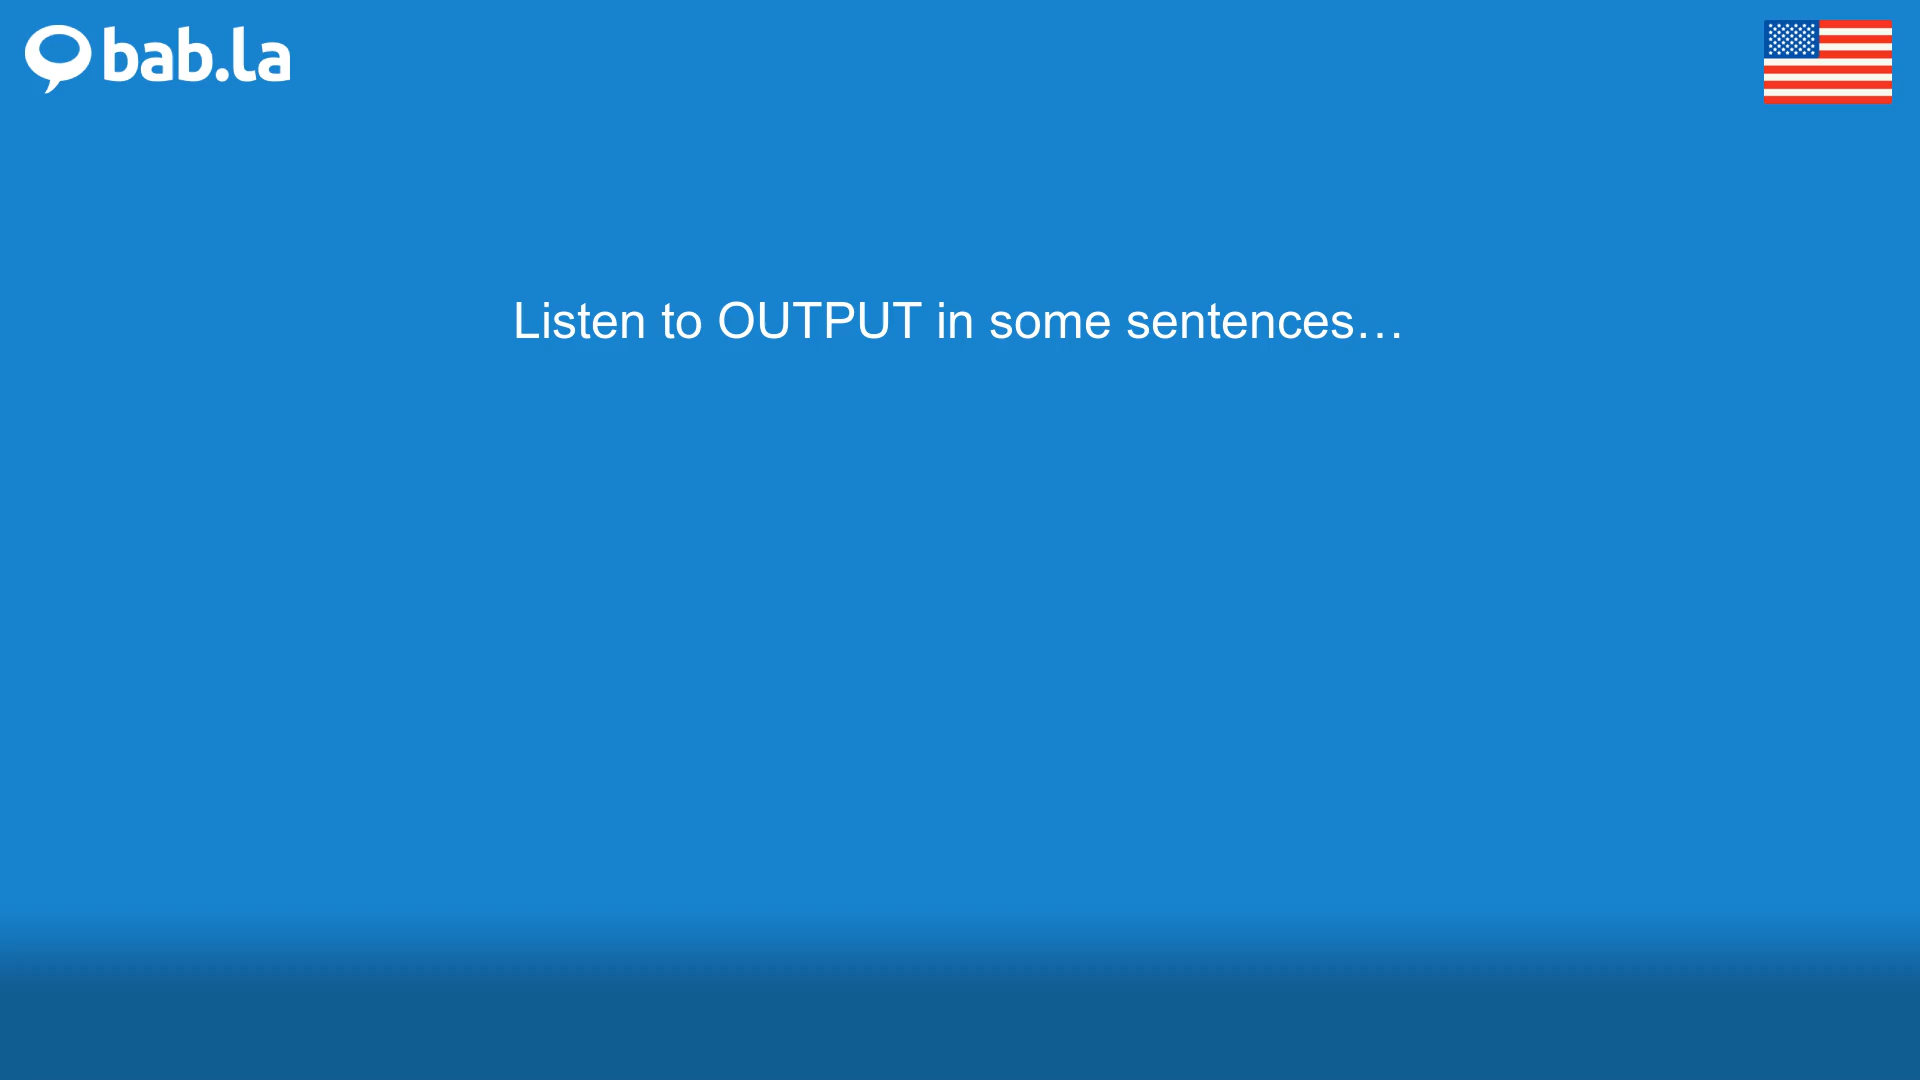 bab.la
Listen to OUTPUT in some sentences…